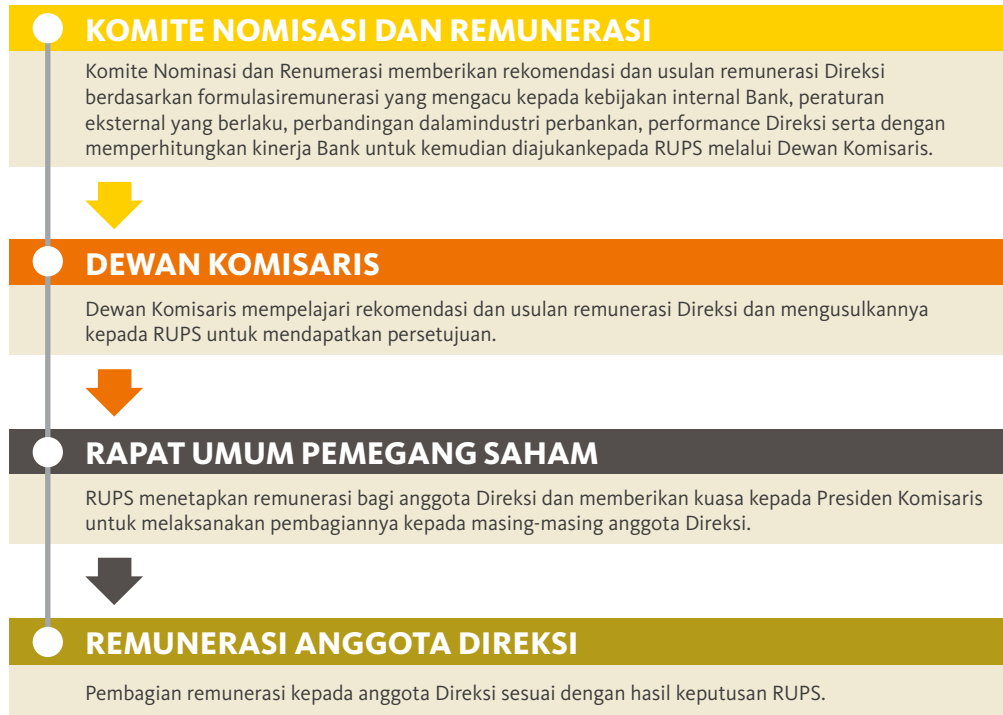 KOMITE NOMISASI DAN REMUNERASI
Komite Nominasi dan Renumerasi memberikan rekomendasi dan usulan remunerasi Direksi
berdasarkan formulasiremunerasi yang mengacu kepada kebijakan internal Bank, peraturan
eksternal yang berlaku, perbandingan dalamindustri perbankan, performance Direksi serta dengan
memperhitungkan kinerja Bank untuk kemudian diajukankepada RUPS melalui Dewan Komisaris.
DEWAN KOMISARIS
Dewan Komisaris mempelajari rekomendasi dan usulan remunerasi Direksi dan mengusulkannya
kepada RUPS untuk mendapatkan persetujuan.
RAPAT UMUM PEMEGANG SAHAM
RUPS menetapkan remunerasi bagi anggota Direksi dan memberikan kuasa kepada Presiden Komisaris
untuk melaksanakan pembagiannya kepada masing-masing anggota Direksi.
REMUNERASI ANGGOTA DIREKSI
Pembagian remunerasi kepada anggota Direksi sesuai dengan hasil keputusan RUPS.